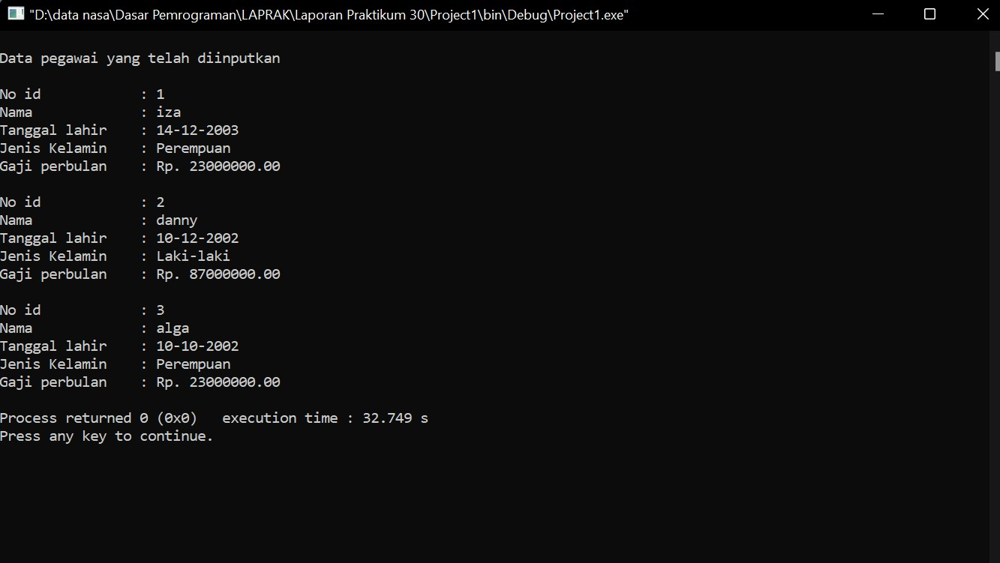 "D:\data nasa\Dasar Pemrograman\LAPRAK\Laporan Praktikum 30\Project1\bin\Debug\Project1.exe"
Data pegawai yang telah diinputkan
No id : 1
Nama : iza
Tanggal lahir : 14-12-2003
Jenis Kelamin : Perempuan
Gaji perbulan : Rp. 23000000.00
No id : 2
Nama : danny
Tanggal lahir : 10-12-2002
Jenis Kelamin : Laki-laki
Gaji perbulan : Rp. 87000000.00
No id : 3
Nama : alga
Tanggal lahir : 10-10-2002
Jenis Kelamin : Perempuan
Gaji perbulan : Rp. 23000000.00
Process returned 0 (0x0)   execution time : 32.749 s
Press any key to continue.